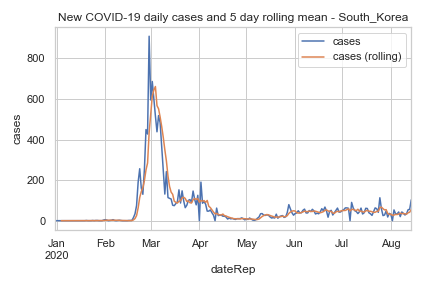 New COVID-19 daily cases and 5 day rolling mean - South_Korea
cases
cases (rolling)
800
600
400
200
0
cases
Jan Feb Mar Apr May Jun Jul Aug
2020
dateRep